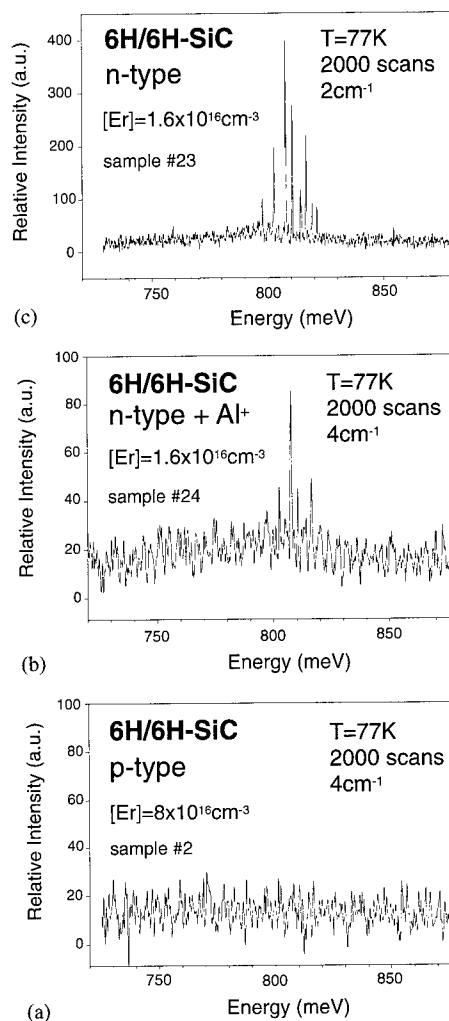 400
300
200
100
0
Relative Intensity (a.u.)
6H/6H-SiC
n-type
[Er]=1.6x10¹⁶cm⁻³
sample #23
T=77K
2000 scans
2cm⁻¹
750
800
850
Energy (meV)
(c)
100
80
60
40
20
0
Relative Intensity (a.u.)
6H/6H-SiC
n-type + Al⁺
[Er]=1.6x10¹⁶cm⁻³
sample #24
T=77K
2000 scans
4cm⁻¹
750
800
850
Energy (meV)
(b)
100
80
60
40
20
0
Relative Intensity (a.u.)
6H/6H-SiC
p-type
[Er]=8x10¹⁶cm⁻³
sample #2
T=77K
2000 scans
4cm⁻¹
750
800
850
Energy (meV)
(a)